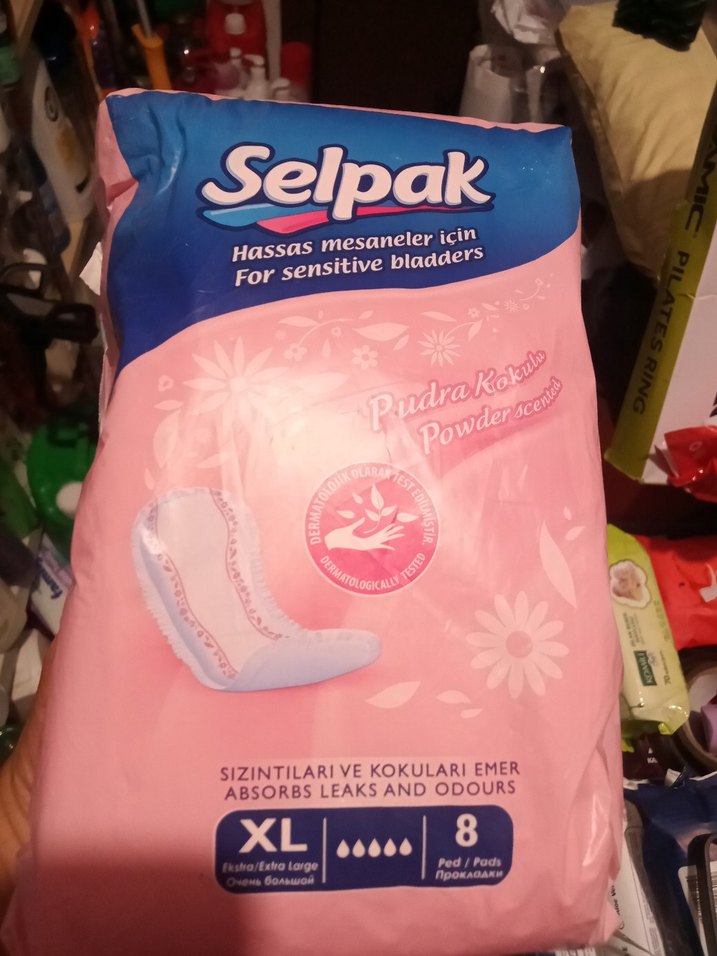 Selpak
Hassas mesaneler için
For sensitive bladders
Pudra Kokulu
Powder scented
DERMATOLOJİK OLARAK TEST EDİLMİŞTİR
DERMATOLOGICALLY TESTED
SIZINTILARI VE KOKULARI EMER
ABSORBS LEAKS AND ODOURS
XL
Ekstra/Extra Large
Очень большой
8
Ped / Pads
Прокладки
PILATES RING
KOMILI
70